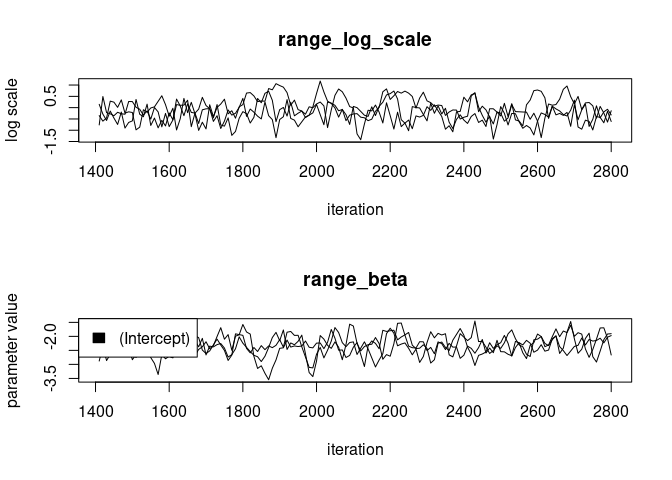 range_log_scale
log scale
0.5
-1.5
1400 1600 1800 2000 2200 2400 2600 2800
iteration
range_beta
parameter value
-2.0
-3.5
(Intercept)
1400 1600 1800 2000 2200 2400 2600 2800
iteration